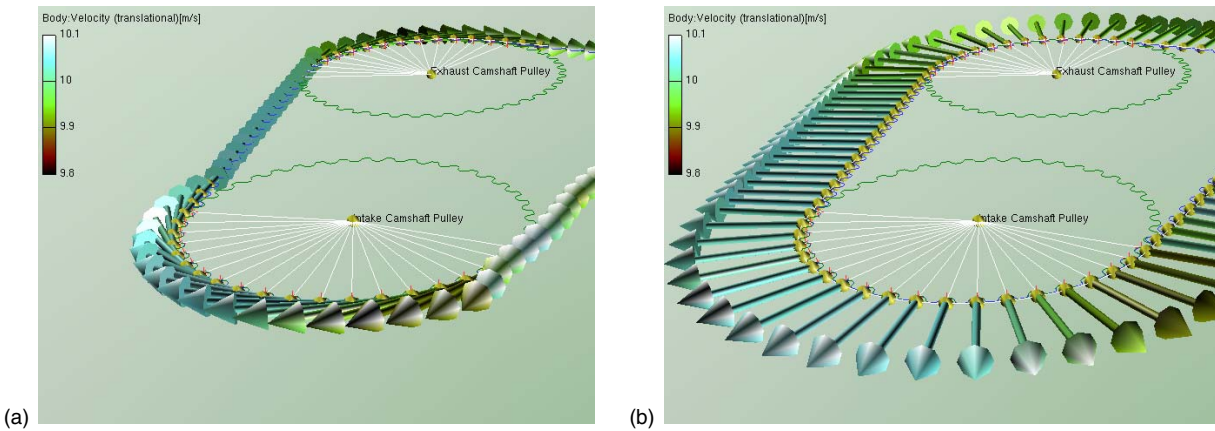 Body:Velocity (translational)[m/s]
10.1
10
9.9
9.8
Exhaust Camshaft Pulley
Intake Camshaft Pulley
(a)
Body:Velocity (translational)[m/s]
10.1
10
9.9
9.8
Exhaust Camshaft Pulley
Intake Camshaft Pulley
(b)